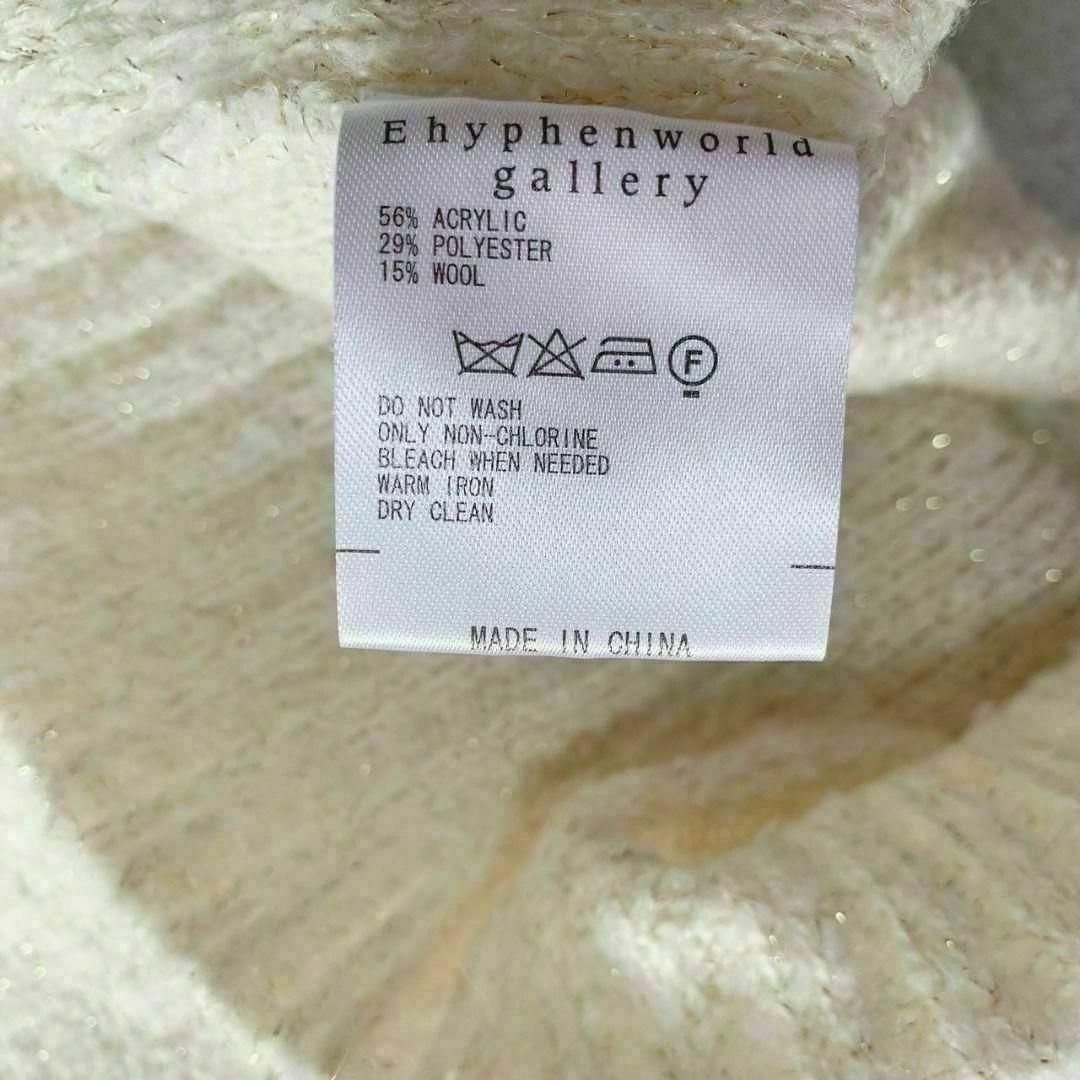 Ehyphenworld
gallery
56% ACRYLIC
29% POLYESTER
15% WOOL
F
DO NOT WASH
ONLY NON-CHLORINE
BLEACH WHEN NEEDED
WARM IRON
DRY CLEAN
MADE IN CHINA